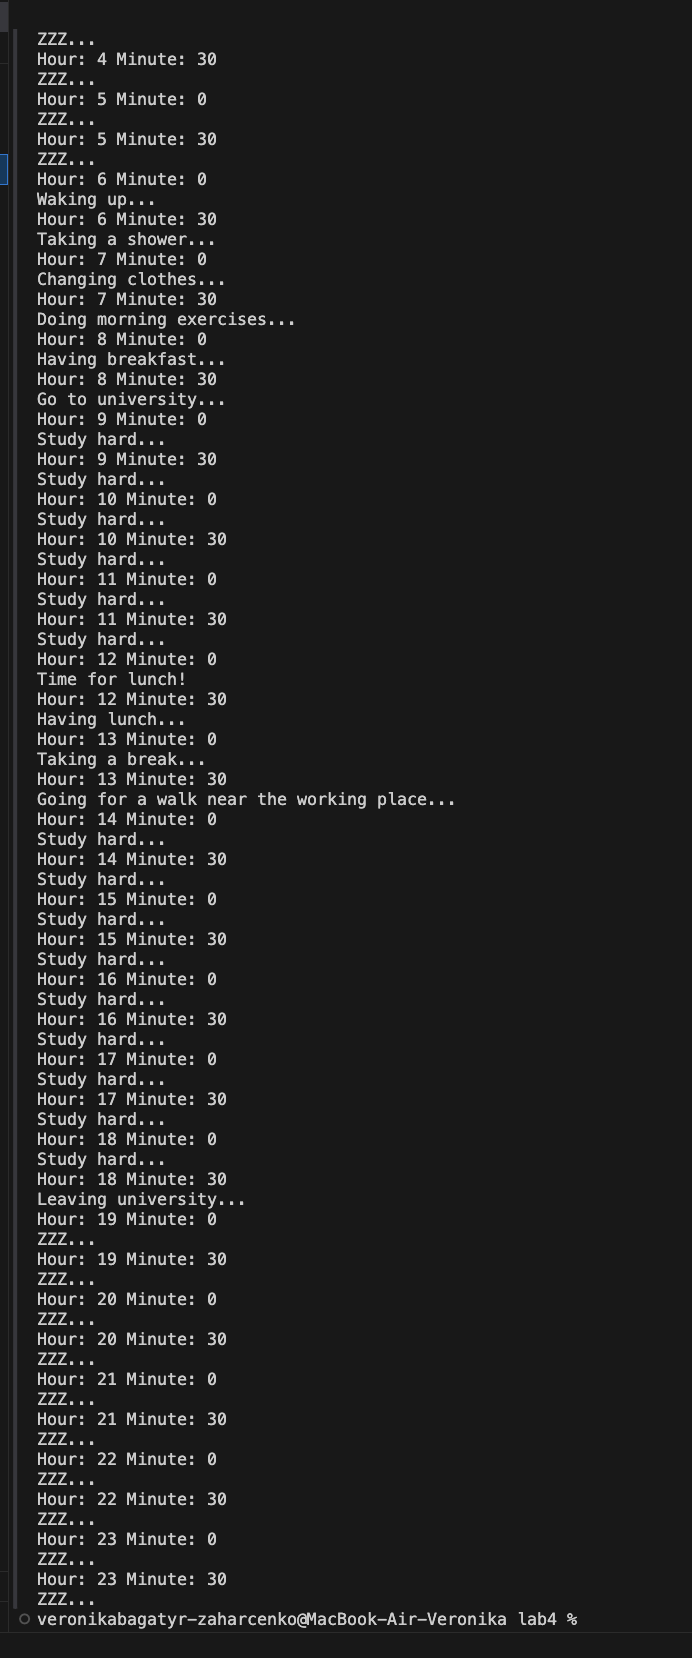 ZZZ...
Hour: 4 Minute: 30
ZZZ...
Hour: 5 Minute: 0
ZZZ...
Hour: 5 Minute: 30
ZZZ...
Hour: 6 Minute: 0
Waking up...
Hour: 6 Minute: 30
Taking a shower...
Hour: 7 Minute: 0
Changing clothes...
Hour: 7 Minute: 30
Doing morning exercises...
Hour: 8 Minute: 0
Having breakfast...
Hour: 8 Minute: 30
Go to university...
Hour: 9 Minute: 0
Study hard...
Hour: 9 Minute: 30
Study hard...
Hour: 10 Minute: 0
Study hard...
Hour: 10 Minute: 30
Study hard...
Hour: 11 Minute: 0
Study hard...
Hour: 11 Minute: 30
Study hard...
Hour: 12 Minute: 0
Time for lunch!
Hour: 12 Minute: 30
Having lunch...
Hour: 13 Minute: 0
Taking a break...
Hour: 13 Minute: 30
Going for a walk near the working place...
Hour: 14 Minute: 0
Study hard...
Hour: 14 Minute: 30
Study hard...
Hour: 15 Minute: 0
Study hard...
Hour: 15 Minute: 30
Study hard...
Hour: 16 Minute: 0
Study hard...
Hour: 16 Minute: 30
Study hard...
Hour: 17 Minute: 0
Study hard...
Hour: 17 Minute: 30
Study hard...
Hour: 18 Minute: 0
Study hard...
Hour: 18 Minute: 30
Leaving university...
Hour: 19 Minute: 0
ZZZ...
Hour: 19 Minute: 30
ZZZ...
Hour: 20 Minute: 0
ZZZ...
Hour: 20 Minute: 30
ZZZ...
Hour: 21 Minute: 0
ZZZ...
Hour: 21 Minute: 30
ZZZ...
Hour: 22 Minute: 0
ZZZ...
Hour: 22 Minute: 30
ZZZ...
Hour: 23 Minute: 0
ZZZ...
Hour: 23 Minute: 30
ZZZ...
veronikabagatyr-zaharcenko@MacBook-Air-Veronika lab4 %